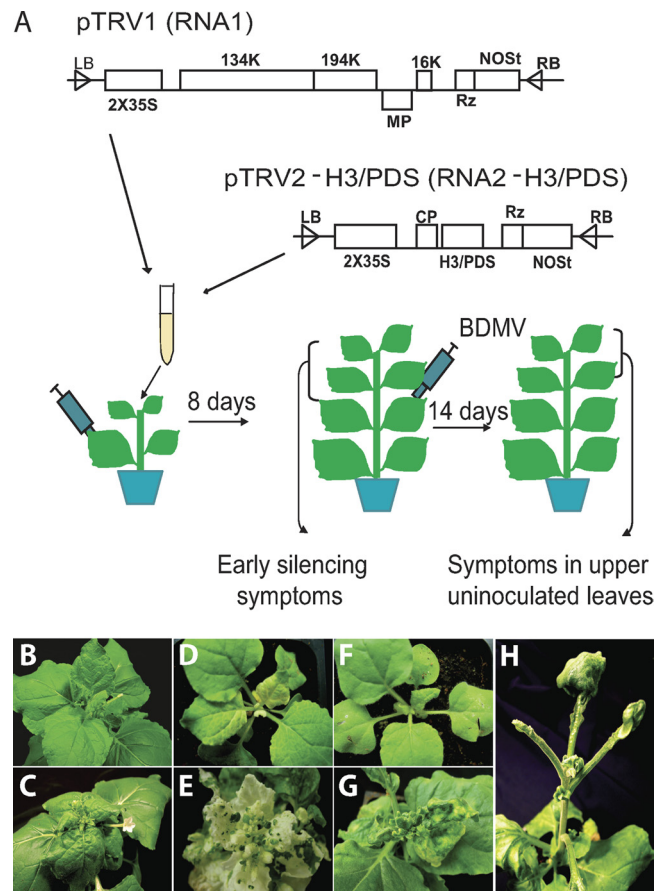 A
pTRV1 (RNA1)
LB
134K
194K
16K
NOSt
RB
2X35S
MP
Rz
pTRV2 - H3/PDS (RNA2 - H3/PDS)
LB
CP
Rz
RB
2X35S
H3/PDS
NOSt
BDMV
8 days
14 days
Early silencing
symptoms
Symptoms in upper
uninoculated leaves
B
D
F
H
C
E
G